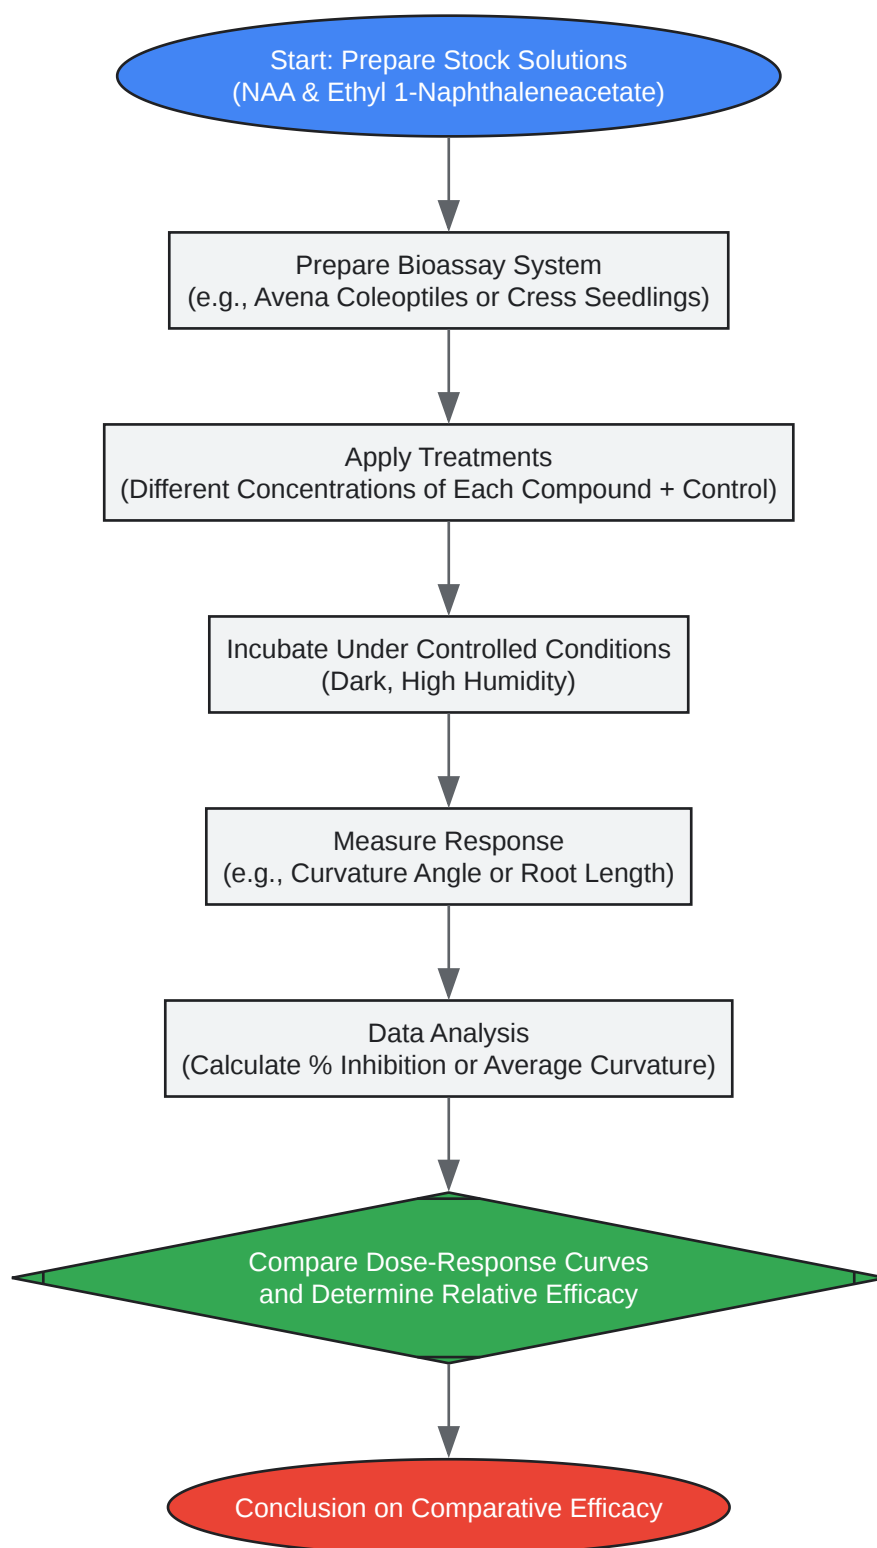 Start: Prepare Stock Solutions
(NAA & Ethyl 1-Naphthaleneacetate)
Prepare Bioassay System
(e.g., Avena Coleoptiles or Cress Seedlings)
Apply Treatments
(Different Concentrations of Each Compound + Control)
Incubate Under Controlled Conditions
(Dark, High Humidity)
Measure Response
(e.g., Curvature Angle or Root Length)
Data Analysis
(Calculate % Inhibition or Average Curvature)
Compare Dose-Response Curves
and Determine Relative Efficacy
Conclusion on Comparative Efficacy